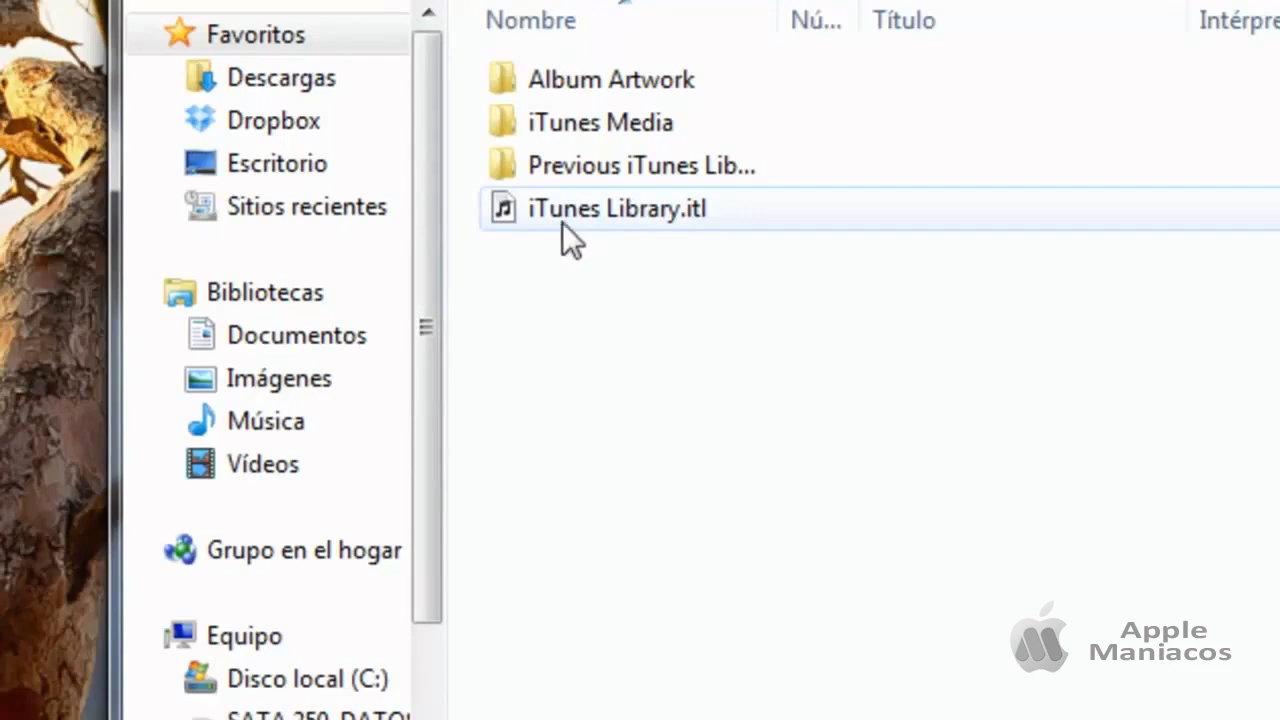 Favoritos
Descargas
Dropbox
Escritorio
Sitios recientes
Bibliotecas
Documentos
Imágenes
Música
Vídeos
Grupo en el hogar
Equipo
Disco local (C:)
Nombre Nú... Título
Album Artwork
iTunes Media
Previous iTunes Lib...
iTunes Library.itl
Apple
Maniacos